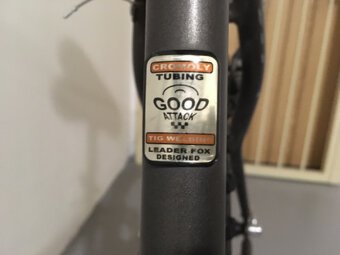 CRO-MOLY
TUBING
GOOD
ATTACK
TIG WELDING
LEADER FOX
DESIGNED